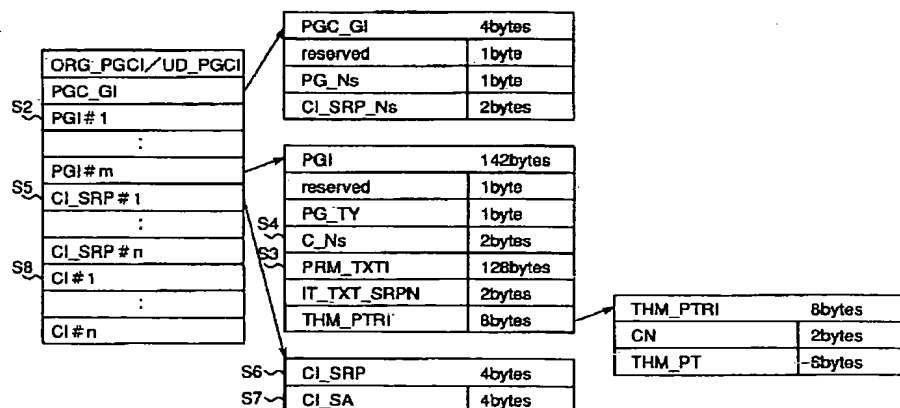 PGC_GI 4bytes
reserved 1byte
PG_Ns 1byte
CI_SRP_Ns 2bytes
ORG_PGCI/UD_PGCI
PGC_GI
S2 PGI#1
:
PGI#m
S5 CI_SRP#1
:
CI_SRP#n
S8 CI#1
:
CI#n
PGI 142bytes
reserved 1byte
PG_TY 1byte
S4 C_Ns 2bytes
S3 PRM_TXTI 128bytes
IT_TXT_SRPN 2bytes
THM_PTRI 8bytes
THM_PTRI 8bytes
CN 2bytes
THM_PT 6bytes
S6 CI_SRP 4bytes
S7 CI_SA 4bytes